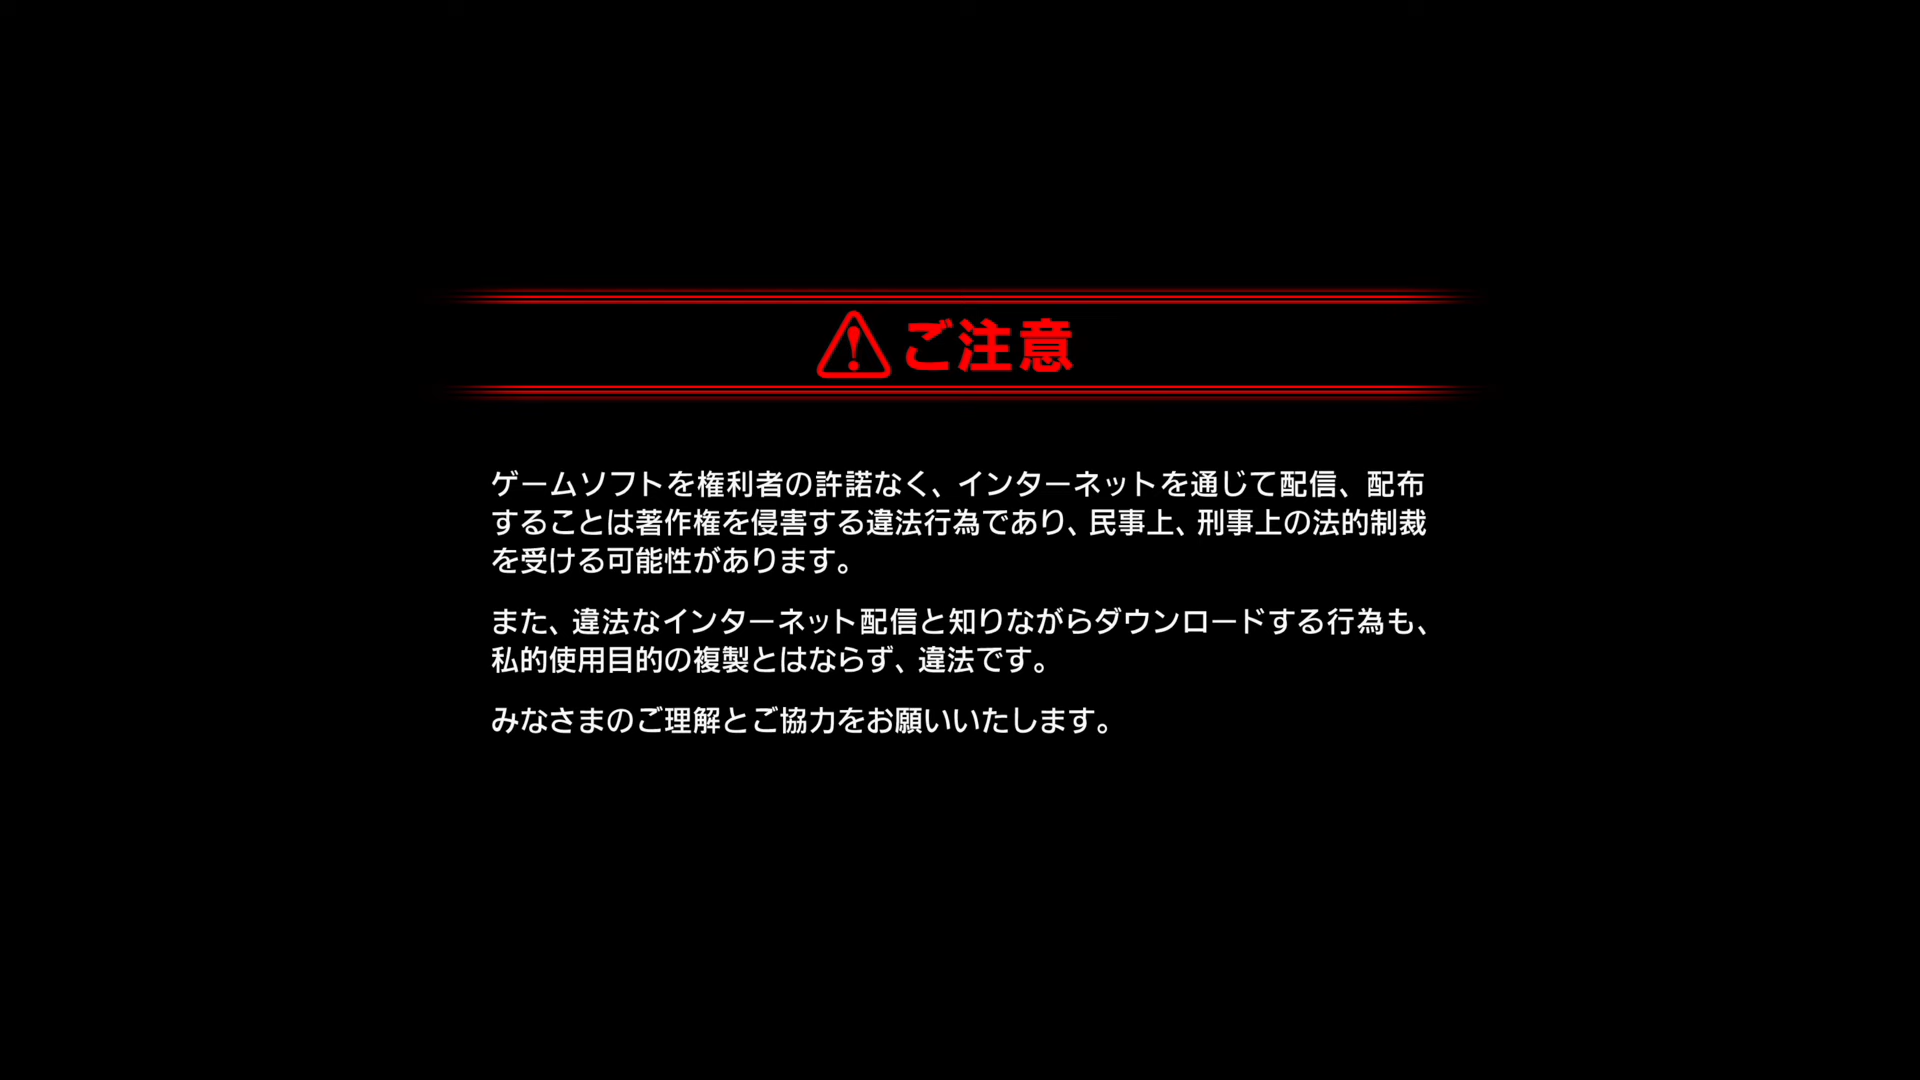 ご注意
ゲームソフトを権利者の許諾なく、インターネットを通じて配信、配布
することは著作権を侵害する違法行為であり、民事上、刑事上の法的制裁
を受ける可能性があります。
また、違法なインターネット配信と知りながらダウンロードする行為も、
私的使用目的の複製とはならず、違法です。
みなさまのご理解とご協力をお願いいたします。